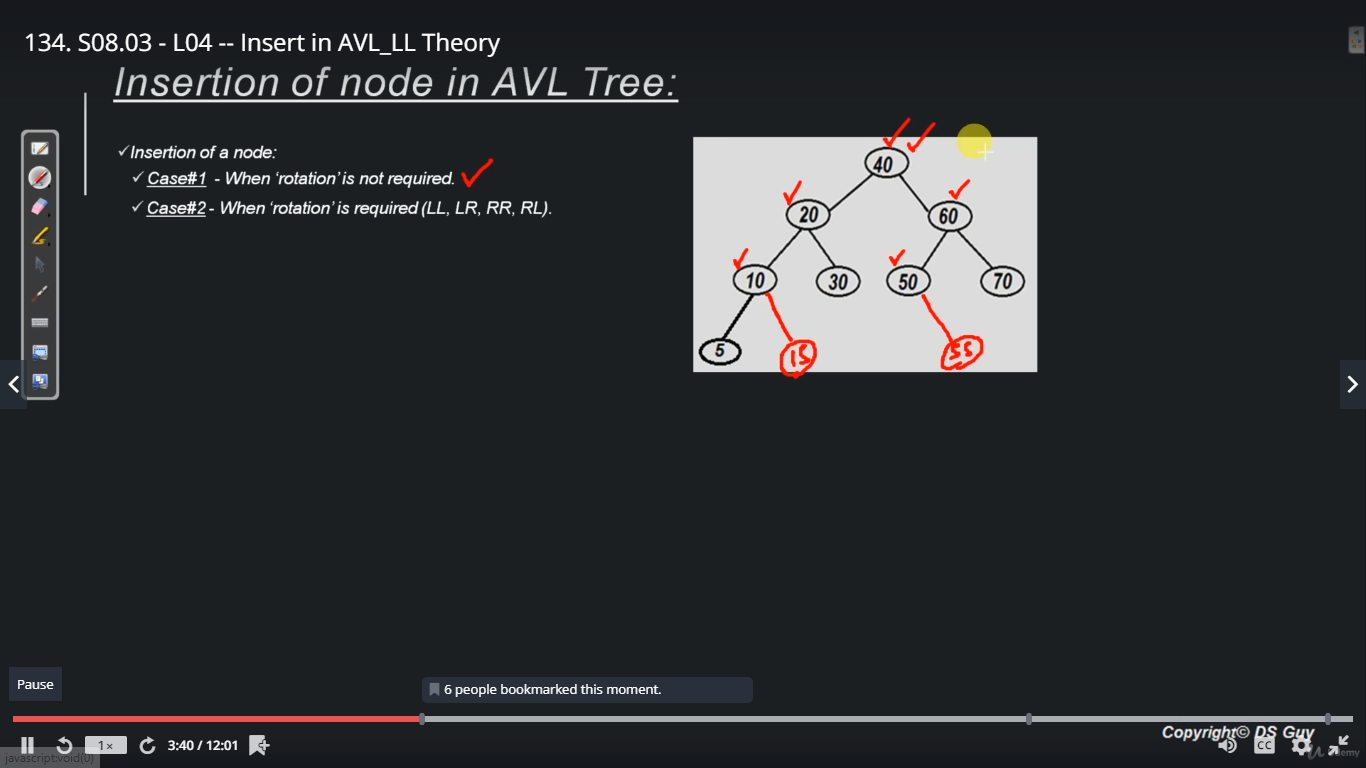 134. S08.03 - L04 -- Insert in AVL_LL Theory
Insertion of node in AVL Tree:
✓Insertion of a node:
✓ Case#1 - When ‘rotation’ is not required.
✓ Case#2 - When ‘rotation’ is required (LL, LR, RR, RL).
40
20
60
10
30
50
70
5
15
55
Pause
6 people bookmarked this moment.
Copyright© DS Guy
1x
3:40 / 12:01
CC
javascript:void(0)